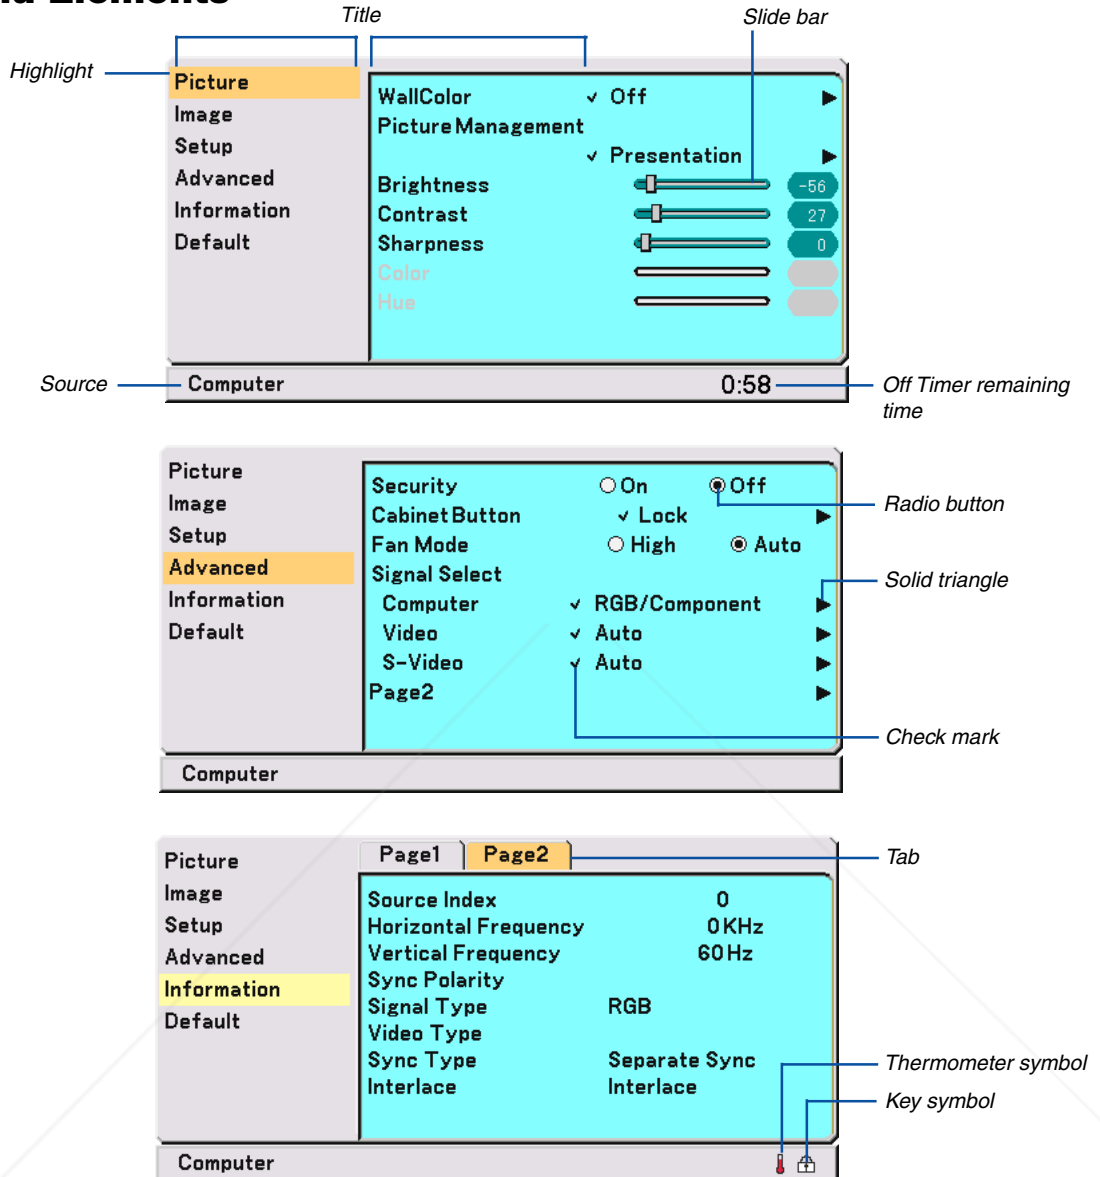 Elements
Title
Slide bar
Highlight
Picture
Image
Setup
Advanced
Information
Default
WallColor ✓ Off ▶
Picture Management
✓ Presentation ▶
Brightness -56
Contrast 27
Sharpness 0
Color
Hue
Source
Computer 0:58
Off Timer remaining
time
Picture
Image
Setup
Advanced
Information
Default
Security On Off
Cabinet Button ✓ Lock ▶
Fan Mode High Auto
Signal Select
Computer ✓ RGB/Component ▶
Video ✓ Auto ▶
S-Video ✓ Auto ▶
Page2 ▶
Radio button
Solid triangle
Check mark
Computer
Page1 Page2
Tab
Picture
Image
Setup
Advanced
Information
Default
Source Index 0
Horizontal Frequency 0KHz
Vertical Frequency 60Hz
Sync Polarity
Signal Type RGB
Video Type
Sync Type Separate Sync
Interlace Interlace
Thermometer symbol
Key symbol
Computer